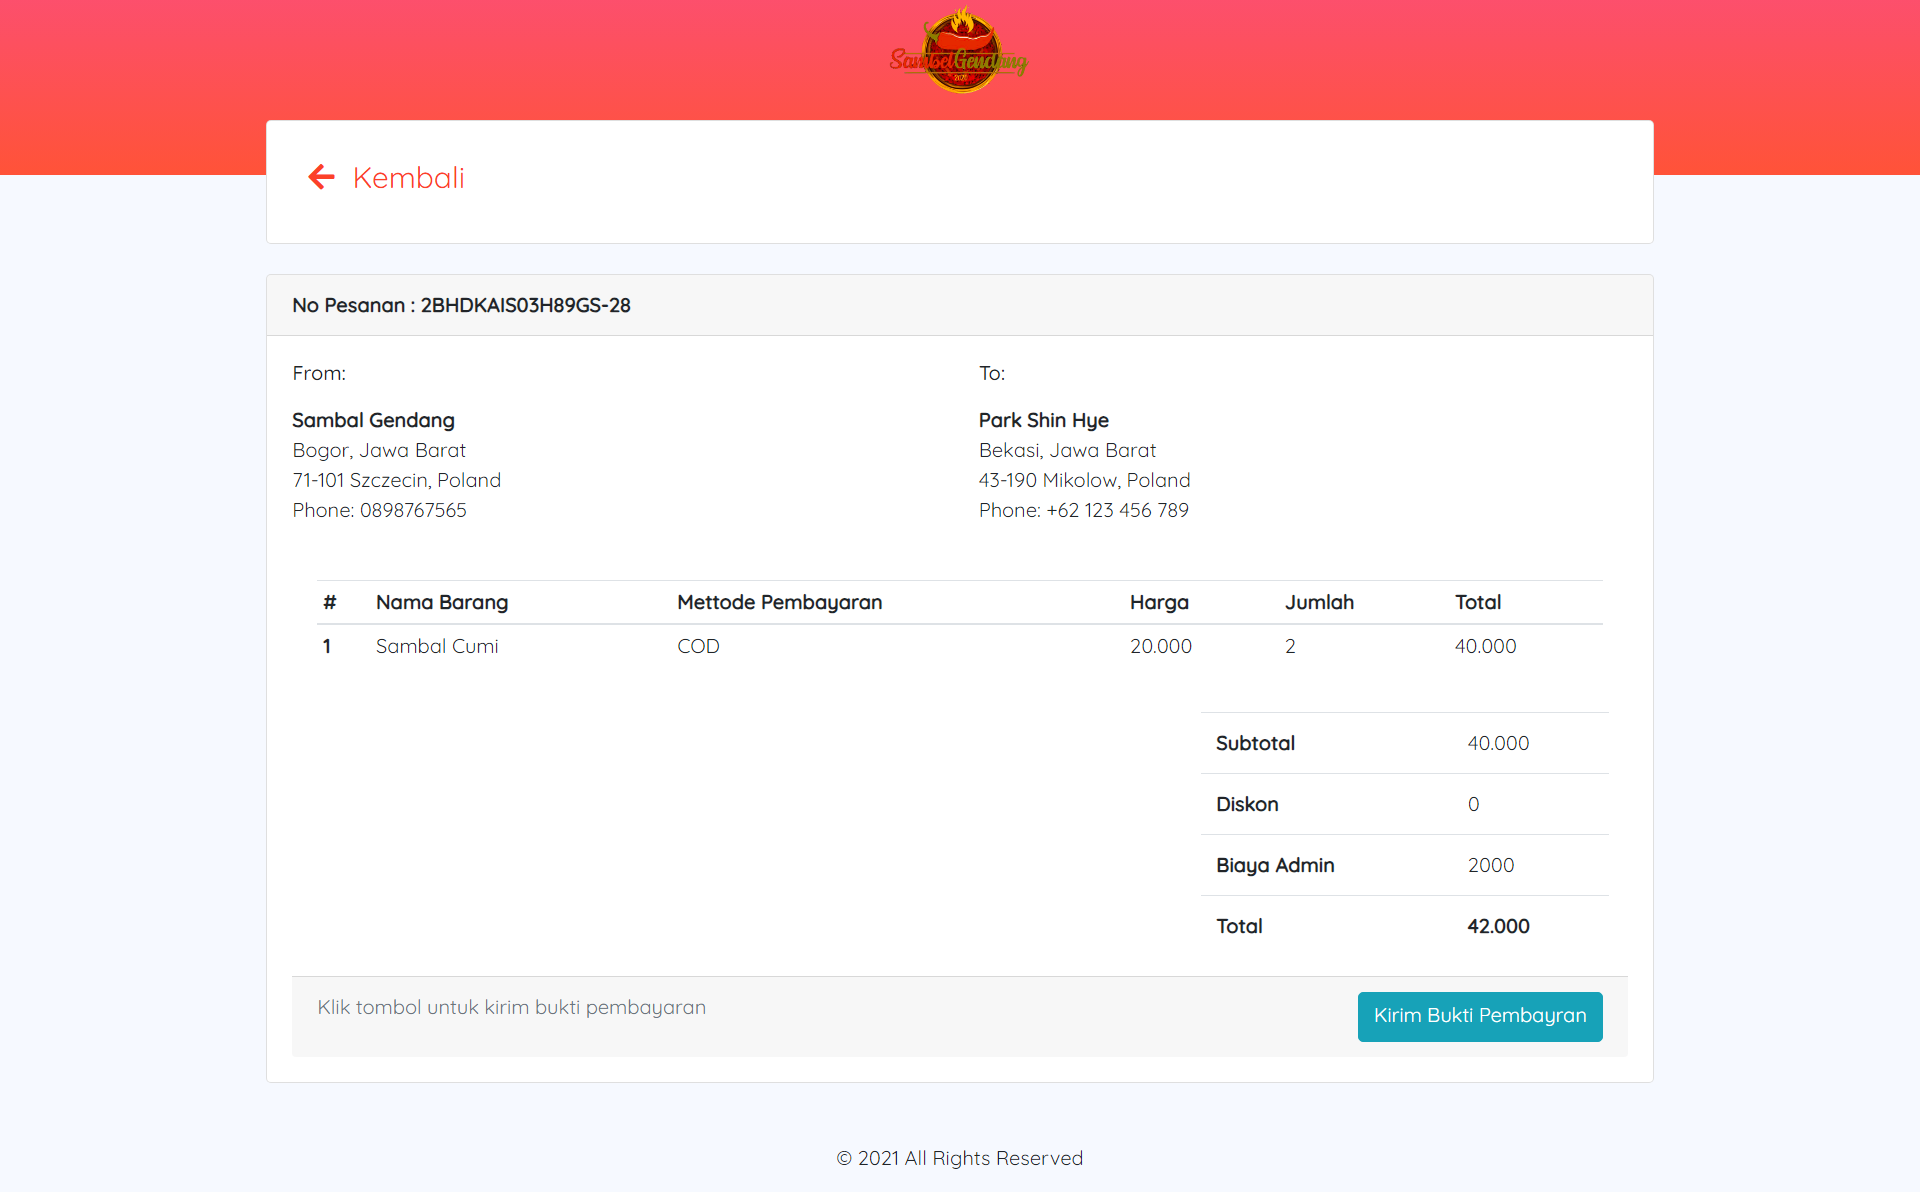 SambelGendang
2021
Kembali
No Pesanan : 2BHDKAIS03H89GS-28
From:
Sambal Gendang
Bogor, Jawa Barat
71-101 Szczecin, Poland
Phone: 0898767565
To:
Park Shin Hye
Bekasi, Jawa Barat
43-190 Mikolow, Poland
Phone: +62 123 456 789
# Nama Barang Mettode Pembayaran Harga Jumlah Total
1 Sambal Cumi COD 20.000 2 40.000
Subtotal 40.000
Diskon 0
Biaya Admin 2000
Total 42.000
Klik tombol untuk kirim bukti pembayaran
Kirim Bukti Pembayran
© 2021 All Rights Reserved